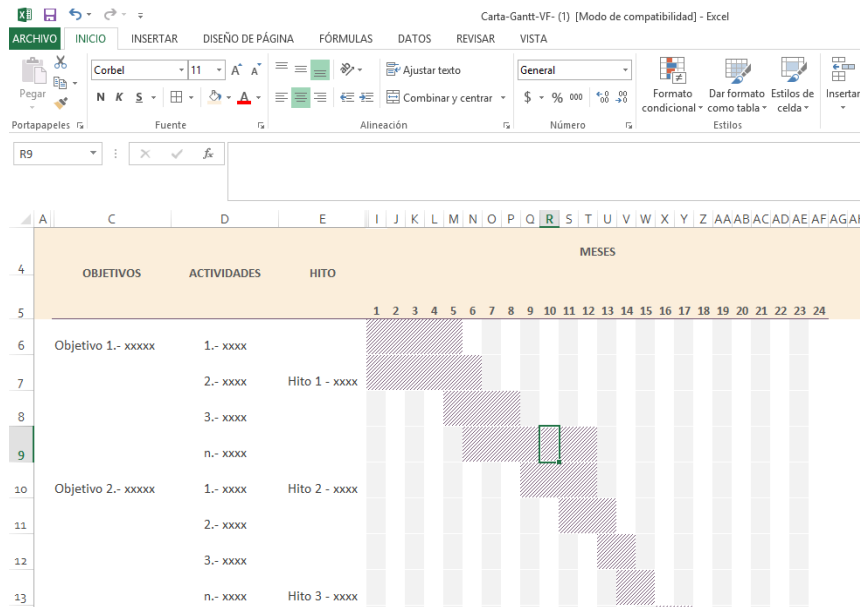 Carta-Gantt-VF- (1) [Modo de compatibilidad] - Excel
ARCHIVO INICIO INSERTAR DISEÑO DE PÁGINA FÓRMULAS DATOS REVISAR VISTA
Corbel 11 A A Ajustar texto General
Pegar N K S A Combinar y centrar $ % 000 Formato condicional Dar formato como tabla Estilos de celda Insertar
Portapapeles Fuente Alineación Número Estilos
R9 fx
A C D E I J K L M N O P Q R S T U V W X Y Z AA AB AC AD AE AF AG AH
4 OBJETIVOS ACTIVIDADES HITO MESES
5 1 2 3 4 5 6 7 8 9 10 11 12 13 14 15 16 17 18 19 20 21 22 23 24
6 Objetivo 1.- xxxxx 1.- xxxx
7 2.- xxxx Hito 1 - xxxx
8 3.- xxxx
9 n.- xxxx
10 Objetivo 2.- xxxxx 1.- xxxx Hito 2 - xxxx
11 2.- xxxx
12 3.- xxxx
13 n.- xxxx Hito 3 - xxxx